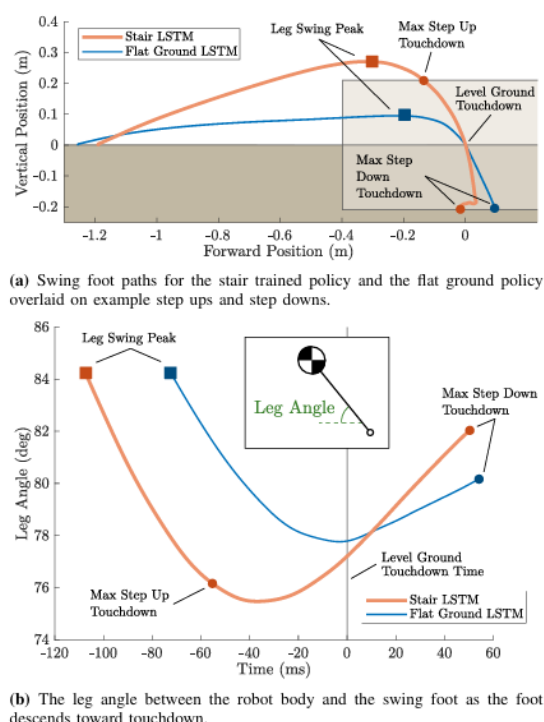 0.4
0.3
0.2
0.1
0
-0.1
-0.2
Vertical Position (m)
Stair LSTM
Flat Ground LSTM
Leg Swing Peak
Max Step Up
Touchdown
Level Ground
Touchdown
Max Step
Down
Touchdown
-1.2 -1 -0.8 -0.6 -0.4 -0.2 0
Forward Position (m)
(a) Swing foot paths for the stair trained policy and the flat ground policy
overlaid on example step ups and step downs.
86
84
82
80
78
76
74
Leg Angle (deg)
Leg Swing Peak
Leg Angle
Max Step Down
Touchdown
Level Ground
Touchdown Time
Max Step Up
Touchdown
Stair LSTM
Flat Ground LSTM
-120 -100 -80 -60 -40 -20 0 20 40 60
Time (ms)
(b) The leg angle between the robot body and the swing foot as the foot
descends toward touchdown.